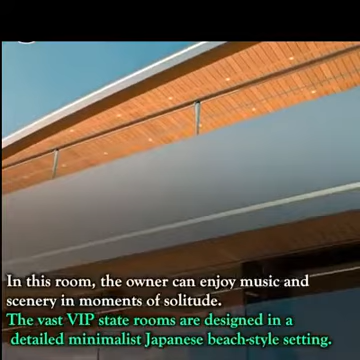 In this room, the owner can enjoy music and
scenery in moments of solitude.
The vast VIP state rooms are designed in a
detailed minimalist Japanese beach-style setting.